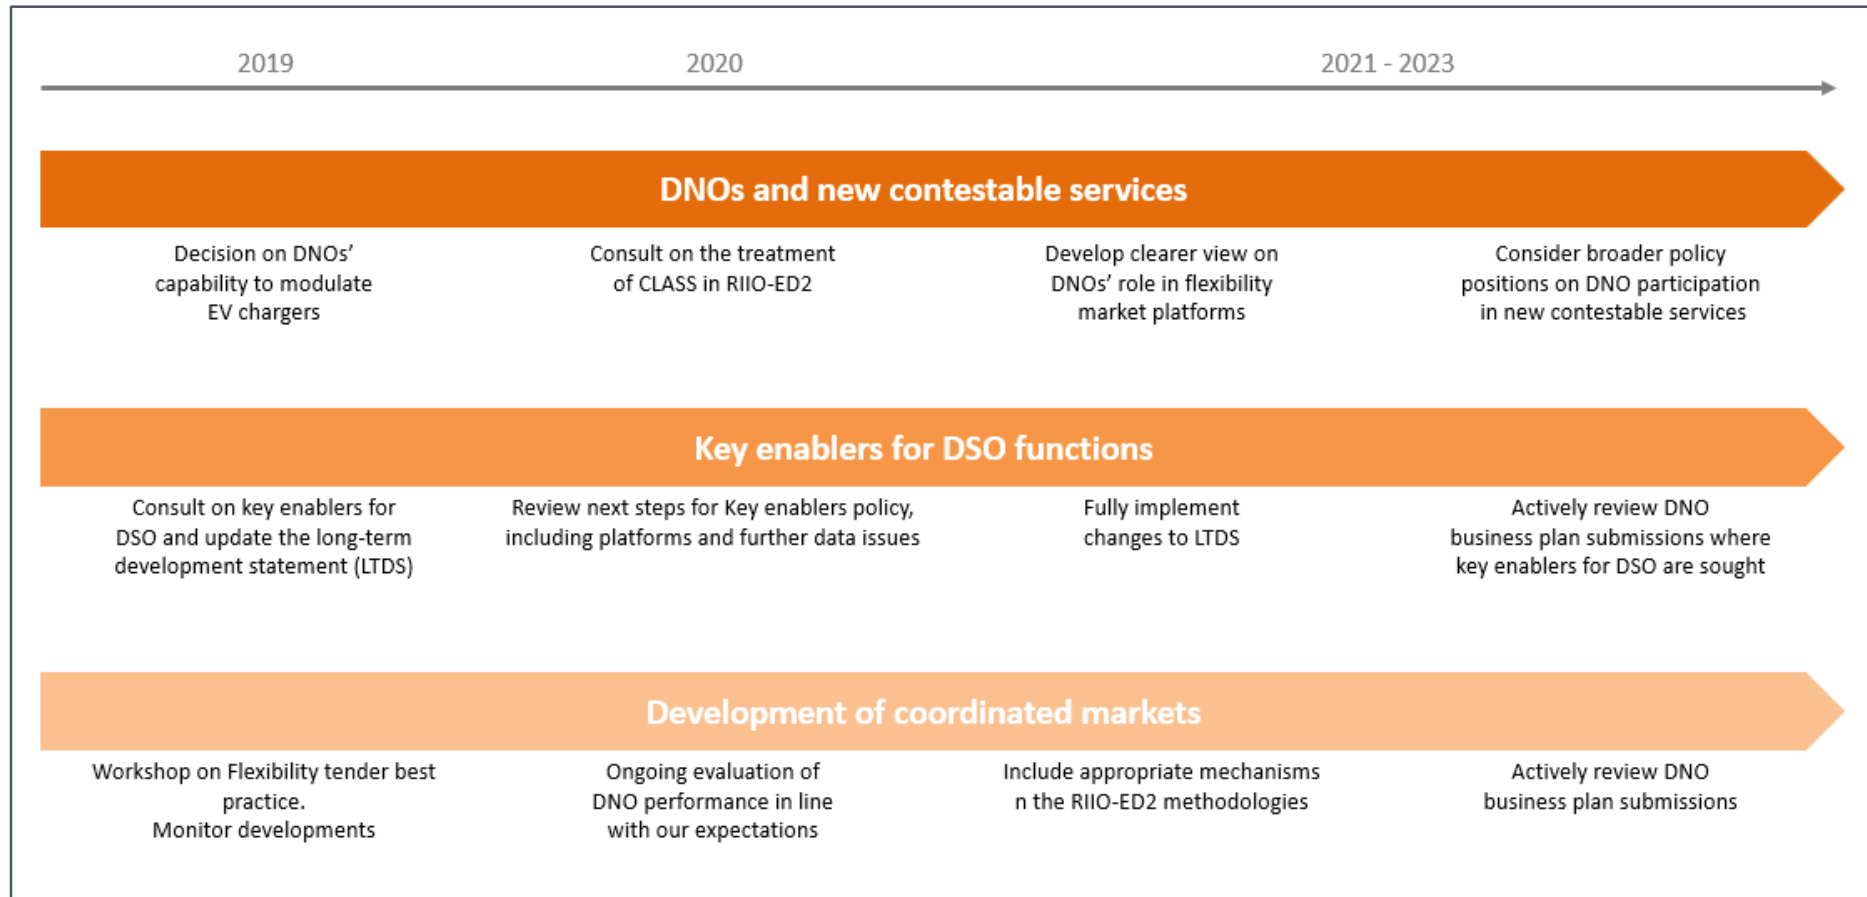 2019
2020
2021 - 2023
DNOs and new contestable services
Decision on DNOs’
capability to modulate
EV chargers
Consult on the treatment
of CLASS in RIIO-ED2
Develop clearer view on
DNOs’ role in flexibility
market platforms
Consider broader policy
positions on DNO participation
in new contestable services
Key enablers for DSO functions
Consult on key enablers for
DSO and update the long-term
development statement (LTDS)
Review next steps for Key enablers policy,
including platforms and further data issues
Fully implement
changes to LTDS
Actively review DNO
business plan submissions where
key enablers for DSO are sought
Development of coordinated markets
Workshop on Flexibility tender best
practice.
Monitor developments
Ongoing evaluation of
DNO performance in line
with our expectations
Include appropriate mechanisms
n the RIIO-ED2 methodologies
Actively review DNO
business plan submissions